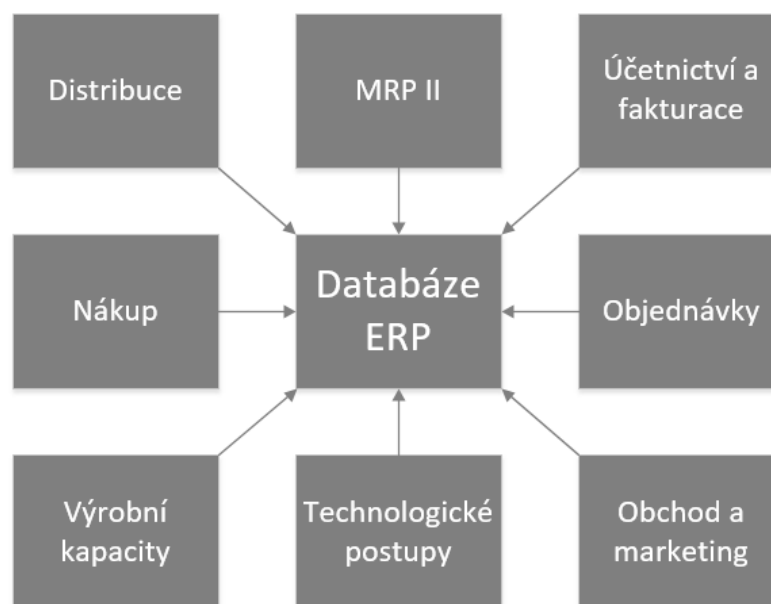 Distribuce
MRP II
Účetnictví a
fakturace
Nákup
Databáze
ERP
Objednávky
Výrobní
kapacity
Technologické
postupy
Obchod a
marketing